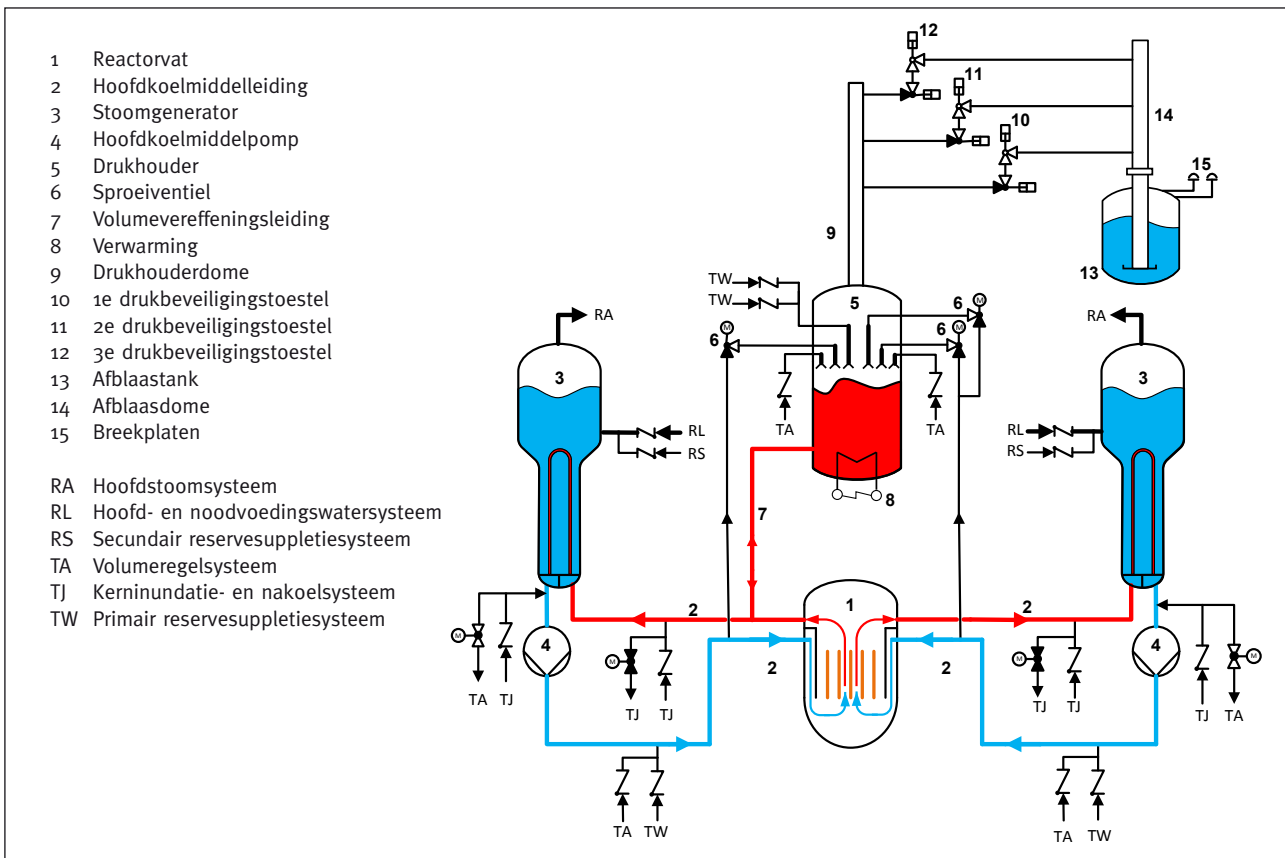 1 Reactorvat
2 Hoofdkoelmiddelleiding
3 Stoomgenerator
4 Hoofdkoelmiddelpomp
5 Drukhouder
6 Sproeiventiel
7 Volumevereffeningsleiding
8 Verwarming
9 Drukhouderdome
10 1e drukbeveiligingstoestel
11 2e drukbeveiligingstoestel
12 3e drukbeveiligingstoestel
13 Afblaastank
14 Afblaasdome
15 Breekplaten
RA Hoofdstoomsysteem
RL Hoofd- en noodvoedingswatersysteem
RS Secundair reservesuppletiesysteem
TA Volumeregelsysteem
TJ Kerninundatie- en nakoelsysteem
TW Primair reservesuppletiesysteem
12
11
10
14
15
9
13
TW
TW
5
6
M
RA
M
6
6
M
RA
3
3
TA
TA
RL
RS
RL
RS
8
7
1
2
2
M
4
M
2
2
M
4
M
TA
TJ
TJ
TJ
TJ
TJ
TJ
TA
TA
TW
TA
TW